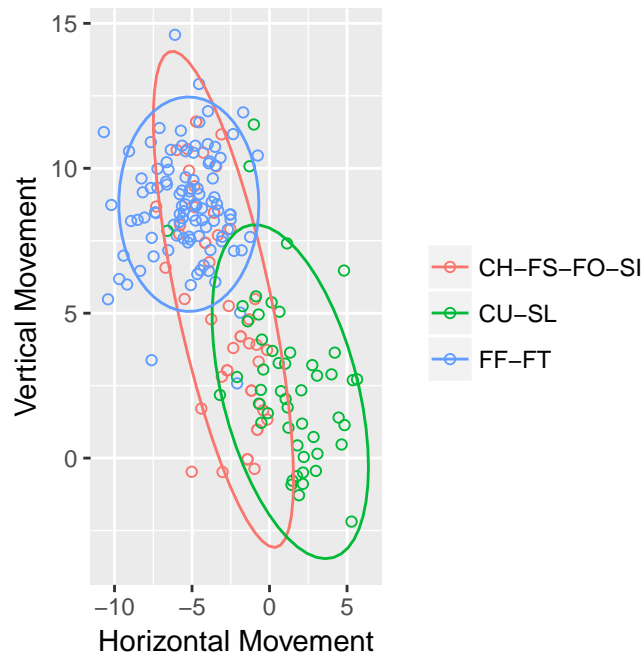 15
10
5
0
Vertical Movement
−10 −5 0 5
Horizontal Movement
CH−FS−FO−SI
CU−SL
FF−FT